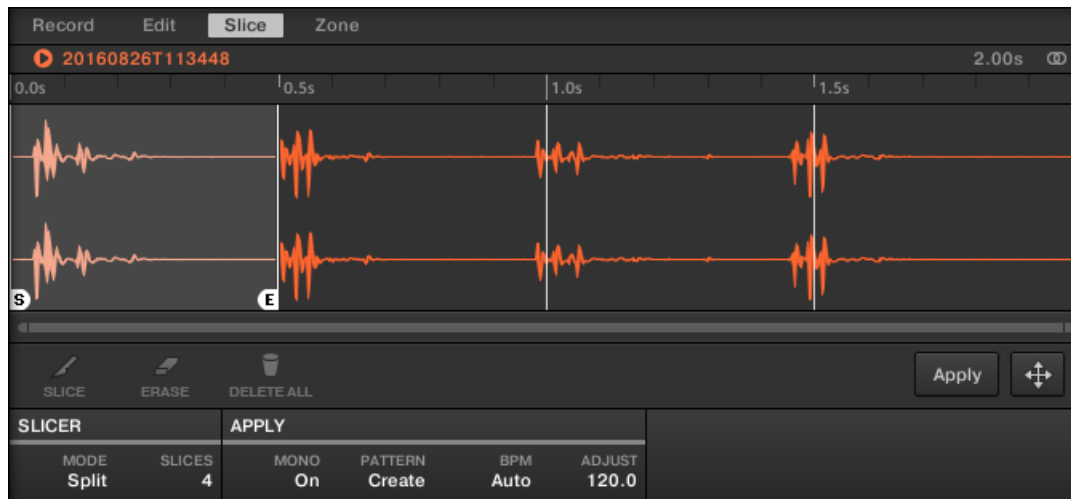 Record Edit Slice Zone
20160826T113448 2.00s
0.0s 0.5s 1.0s 1.5s
S E
SLICE ERASE DELETE ALL Apply
SLICER APPLY
MODE SLICES MONO PATTERN BPM ADJUST
Split 4 On Create Auto 120.0